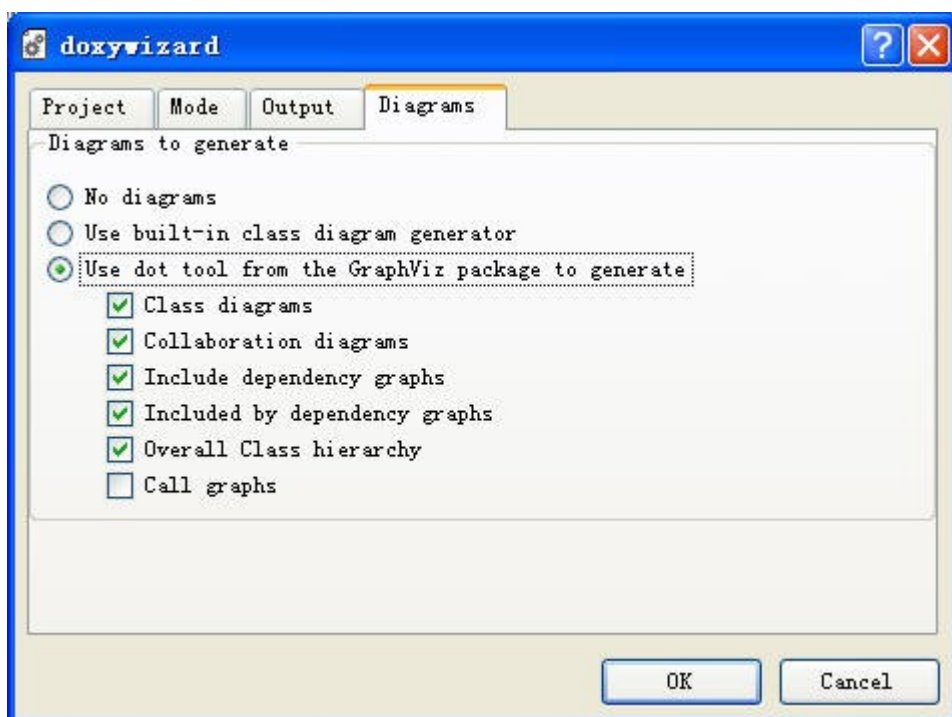 doxywizard
Project Mode Output Diagrams
Diagrams to generate
No diagrams
Use built-in class diagram generator
Use dot tool from the GraphViz package to generate
Class diagrams
Collaboration diagrams
Include dependency graphs
Included by dependency graphs
Overall Class hierarchy
Call graphs
OK Cancel